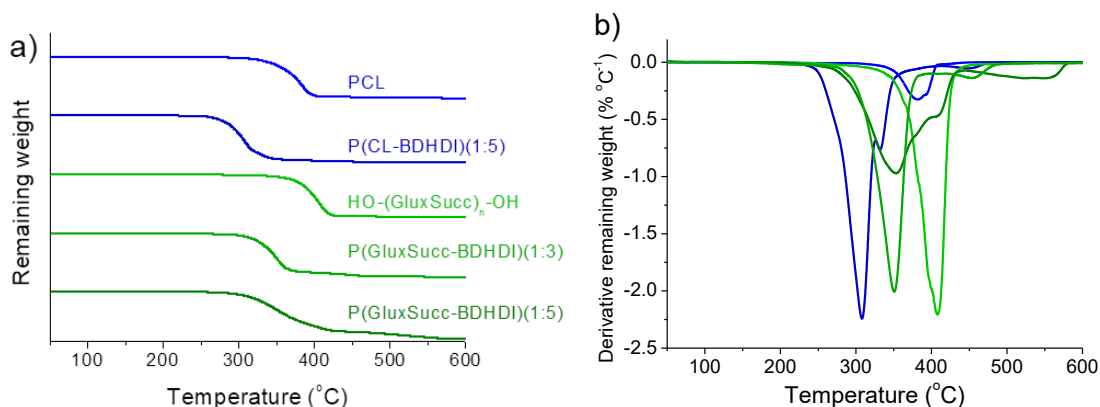 a)
Remaining weight
PCL
P(CL-BDHDI)(1:5)
HO-(GluxSucc)n-OH
P(GluxSucc-BDHDI)(1:3)
P(GluxSucc-BDHDI)(1:5)
100 200 300 400 500 600
Temperature (°C)
b)
Derivative remaining weight (% °C⁻¹)
0.0
-0.5
-1.0
-1.5
-2.0
-2.5
100 200 300 400 500 600
Temperature (°C)